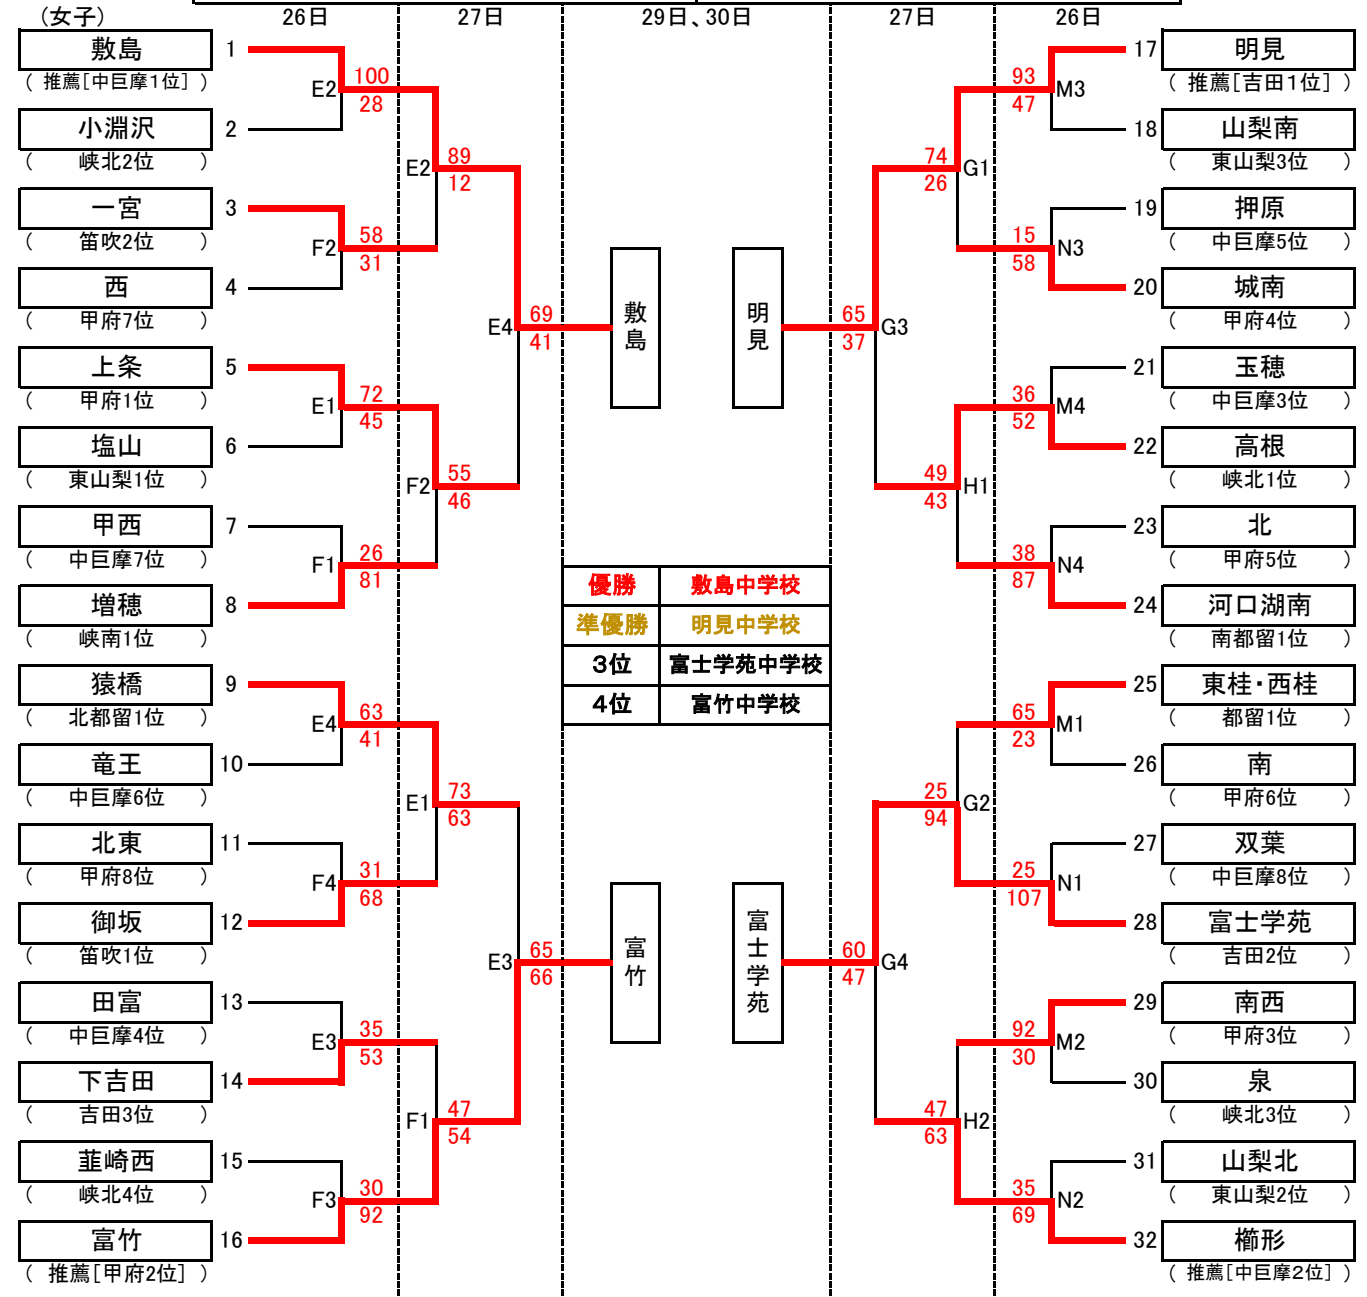 （女子） 26日 27日 29日、30日 27日 26日
敷島 1
（ 推薦[中巨摩1位] ）
E2 100
28
小淵沢 2
（ 峡北2位 ）
E2 89
12
一宮 3
（ 笛吹2位 ）
F2 58
31
西 4
（ 甲府7位 ）
E4 69
41
上条 5
（ 甲府1位 ）
E1 72
45
塩山 6
（ 東山梨1位 ）
F2 55
46
甲西 7
（ 中巨摩7位 ）
F1 26
81
増穂 8
（ 峡南1位 ）
猿橋 9
（ 北都留1位 ）
E4 63
41
竜王 10
（ 中巨摩6位 ）
E1 73
63
北東 11
（ 甲府8位 ）
F4 31
68
御坂 12
（ 笛吹1位 ）
E3 65
66
田富 13
（ 中巨摩4位 ）
E3 35
53
下吉田 14
（ 吉田3位 ）
F1 47
54
韮崎西 15
（ 峡北4位 ）
F3 30
92
富竹 16
（ 推薦[甲府2位] ）
敷島
明見
優勝 敷島中学校
準優勝 明見中学校
3位 富士学苑中学校
4位 富竹中学校
富竹
富士学苑
17 明見
（ 推薦[吉田1位] ）
93 M3
47
18 山梨南
（ 東山梨3位 ）
74 G1
26
19 押原
（ 中巨摩5位 ）
15 N3
58
20 城南
（ 甲府4位 ）
65 G3
37
21 玉穂
（ 中巨摩3位 ）
36 M4
52
22 高根
（ 峡北1位 ）
49 H1
43
23 北
（ 甲府5位 ）
38 N4
87
24 河口湖南
（ 南都留1位 ）
25 東桂・西桂
（ 都留1位 ）
65 M1
23
26 南
（ 甲府6位 ）
25 G2
94
27 双葉
（ 中巨摩8位 ）
25 N1
107
28 富士学苑
（ 吉田2位 ）
60 G4
47
29 南西
（ 甲府3位 ）
92 M2
30
30 泉
（ 峡北3位 ）
47 H2
63
31 山梨北
（ 東山梨2位 ）
35 N2
69
32 櫛形
（ 推薦[中巨摩2位] ）